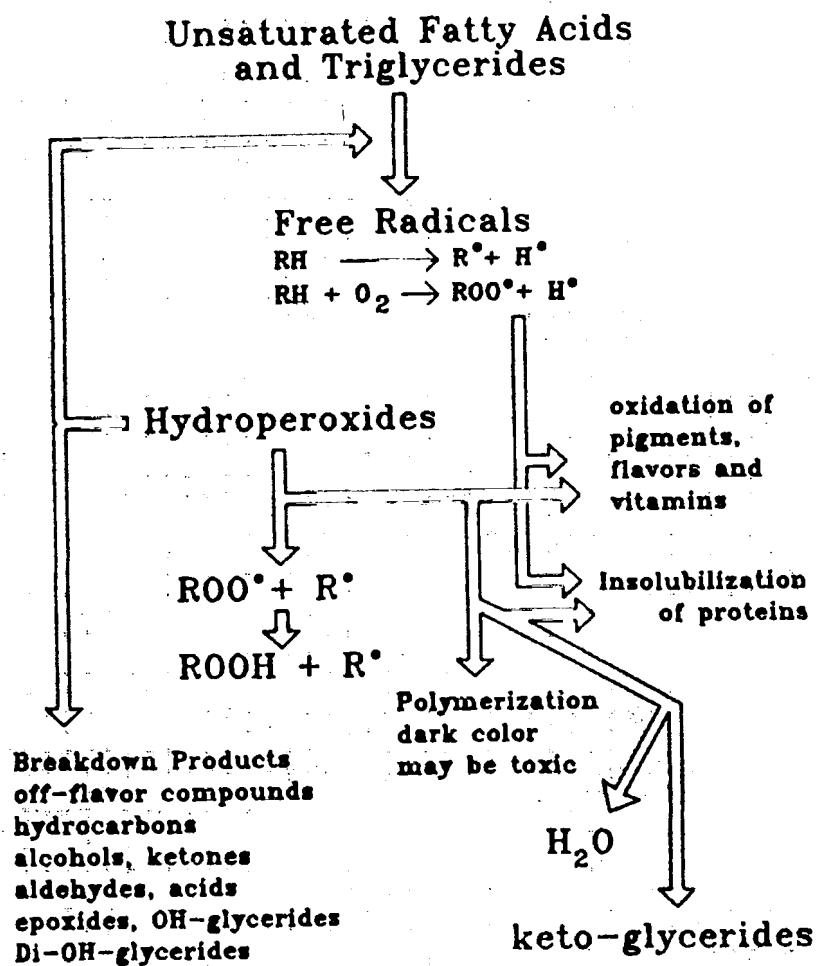 Unsaturated Fatty Acids
and Triglycerides
Free Radicals
RH ⟶ R•+ H•
RH + O₂ → ROO•+ H•
Hydroperoxides
oxidation of
pigments,
flavors and
vitamins
ROO•+ R•
ROOH + R•
Insolubilization
of proteins
Polymerization
dark color
may be toxic
Breakdown Products
off-flavor compounds
hydrocarbons
alcohols, ketones
aldehydes, acids
epoxides, OH-glycerides
Di-OH-glycerides
H₂O
keto-glycerides